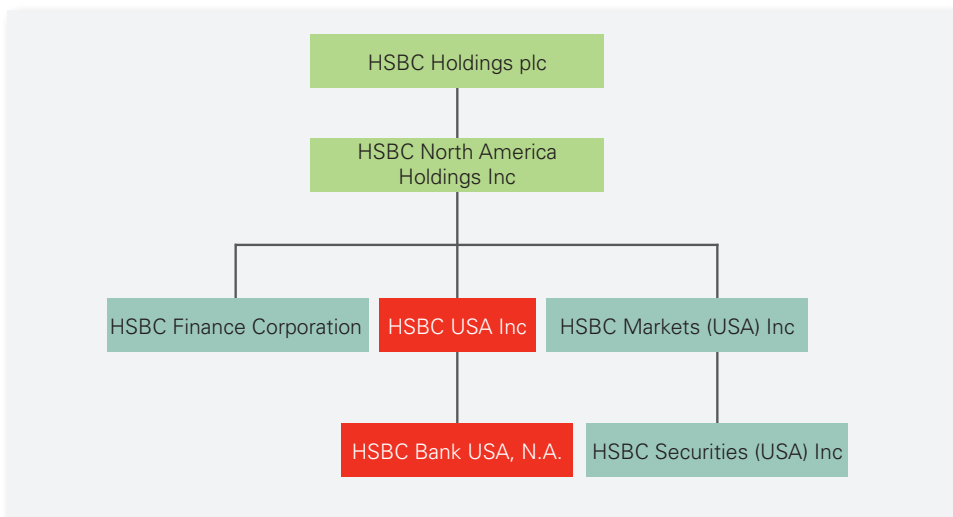 HSBC Holdings plc
HSBC North America
Holdings Inc
HSBC Finance Corporation
HSBC USA Inc
HSBC Markets (USA) Inc
HSBC Bank USA, N.A.
HSBC Securities (USA) Inc